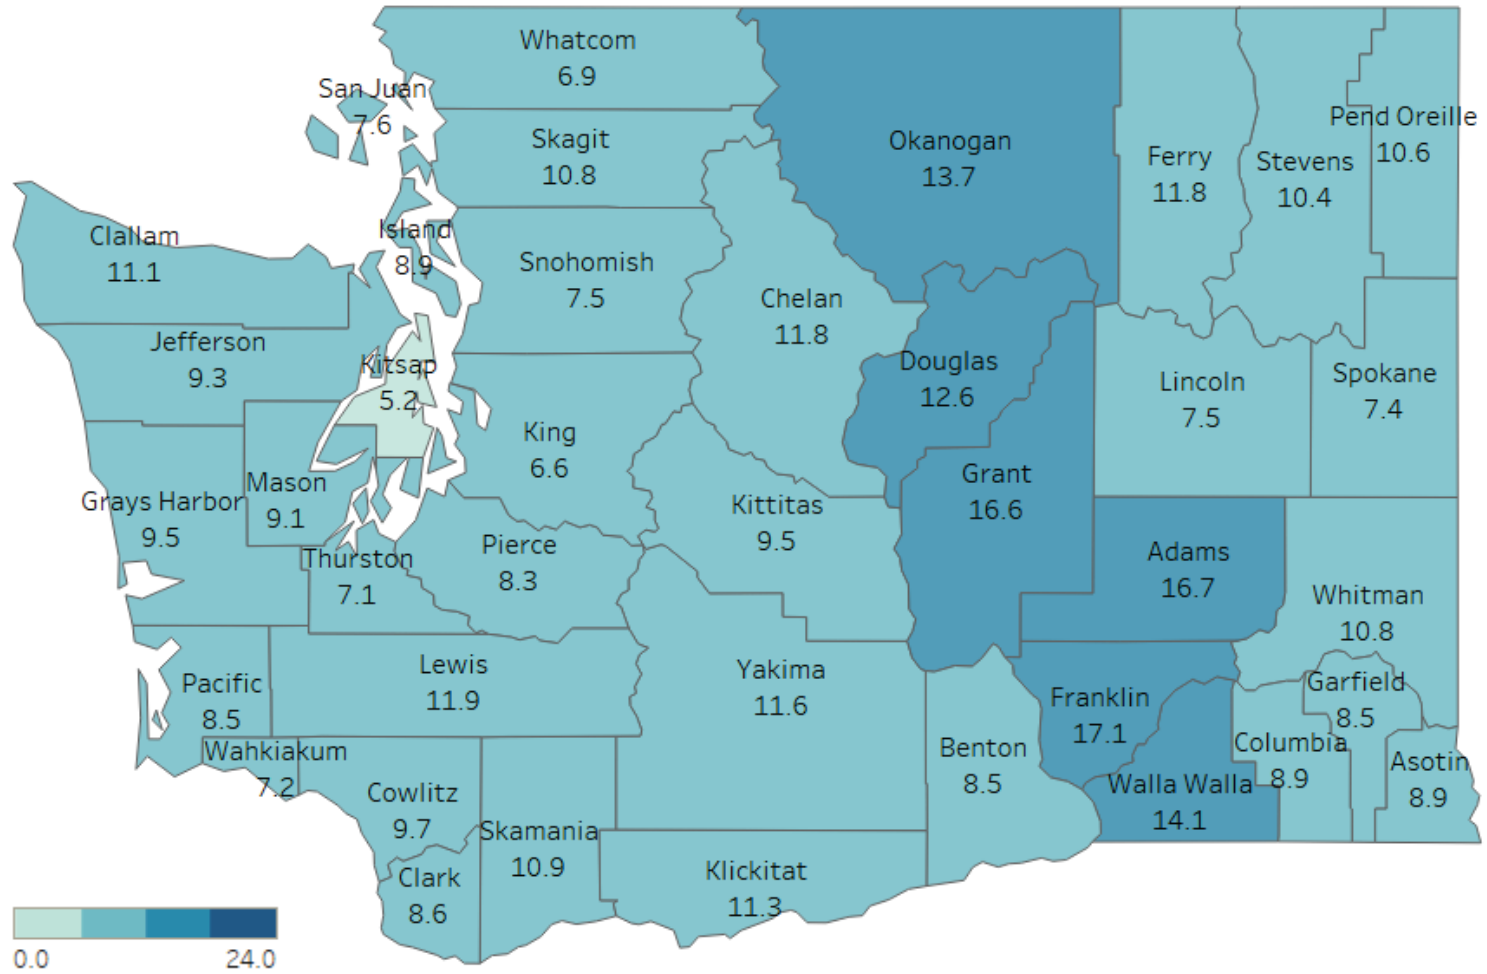 Whatcom
6.9
San Juan
7.6
Skagit
10.8
Okanogan
13.7
Ferry
11.8
Stevens
10.4
Pend Oreille
10.6
Clallam
11.1
Island
8.9
Snohomish
7.5
Chelan
11.8
Jefferson
9.3
Kitsap
5.2
Douglas
12.6
Lincoln
7.5
Spokane
7.4
King
6.6
Grant
16.6
Mason
9.1
Grays Harbor
9.5
Kittitas
9.5
Thurston
7.1
Pierce
8.3
Adams
16.7
Whitman
10.8
Pacific
8.5
Lewis
11.9
Yakima
11.6
Franklin
17.1
Garfield
8.5
Wahkiakum
7.2
Benton
8.5
Columbia
8.9
Asotin
8.9
Cowlitz
9.7
Walla Walla
14.1
Skamania
10.9
Klickitat
11.3
Clark
8.6
0.0 24.0